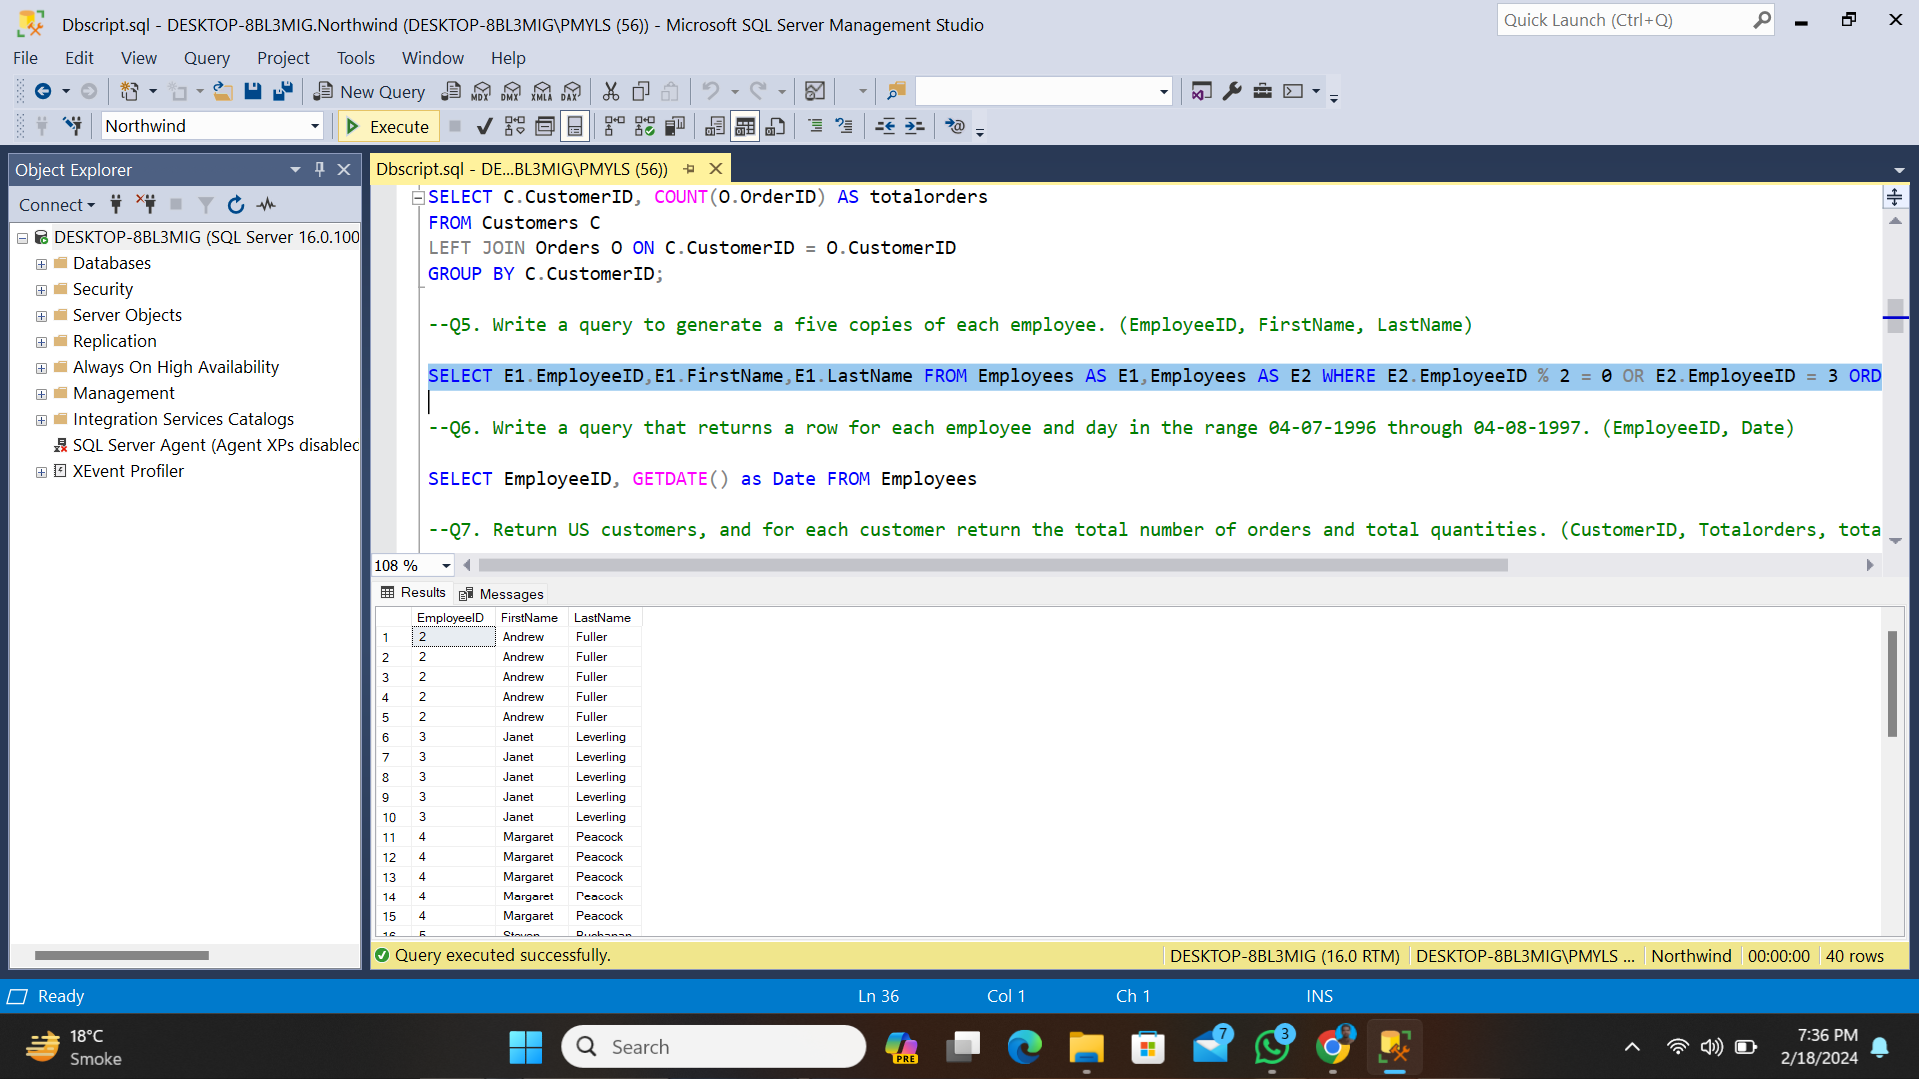 Dbscript.sql - DESKTOP-8BL3MIG.Northwind (DESKTOP-8BL3MIG\PMYLS (56)) - Microsoft SQL Server Management Studio
Quick Launch (Ctrl+Q)
File Edit View Query Project Tools Window Help
New Query MDX DMX XMLA DAX
Northwind Execute
Object Explorer
Dbscript.sql - DE...BL3MIG\PMYLS (56))
Connect
DESKTOP-8BL3MIG (SQL Server 16.0.100
Databases
Security
Server Objects
Replication
Always On High Availability
Management
Integration Services Catalogs
SQL Server Agent (Agent XPs disabled
XEvent Profiler
SELECT C.CustomerID, COUNT(O.OrderID) AS totalorders
FROM Customers C
LEFT JOIN Orders O ON C.CustomerID = O.CustomerID
GROUP BY C.CustomerID;
--Q5. Write a query to generate a five copies of each employee. (EmployeeID, FirstName, LastName)
SELECT E1.EmployeeID,E1.FirstName,E1.LastName FROM Employees AS E1,Employees AS E2 WHERE E2.EmployeeID % 2 = 0 OR E2.EmployeeID = 3 ORD
--Q6. Write a query that returns a row for each employee and day in the range 04-07-1996 through 04-08-1997. (EmployeeID, Date)
SELECT EmployeeID, GETDATE() as Date FROM Employees
--Q7. Return US customers, and for each customer return the total number of orders and total quantities. (CustomerID, Totalorders, tota
108 %
Results Messages
EmployeeID FirstName LastName
1 2 Andrew Fuller
2 2 Andrew Fuller
3 2 Andrew Fuller
4 2 Andrew Fuller
5 2 Andrew Fuller
6 3 Janet Leverling
7 3 Janet Leverling
8 3 Janet Leverling
9 3 Janet Leverling
10 3 Janet Leverling
11 4 Margaret Peacock
12 4 Margaret Peacock
13 4 Margaret Peacock
14 4 Margaret Peacock
15 4 Margaret Peacock
16 5 Steven Buchanan
Query executed successfully.
DESKTOP-8BL3MIG (16.0 RTM) DESKTOP-8BL3MIG\PMYLS ... Northwind 00:00:00 40 rows
Ready Ln 36 Col 1 Ch 1 INS
18°C
Smoke
Search
PRE
7
3
7:36 PM
2/18/2024